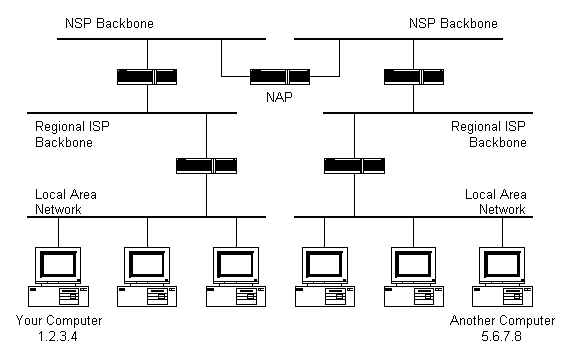 NSP Backbone
NSP Backbone
NAP
Regional ISP
Backbone
Regional ISP
Backbone
Local Area
Network
Local Area
Network
Your Computer
1.2.3.4
Another Computer
5.6.7.8